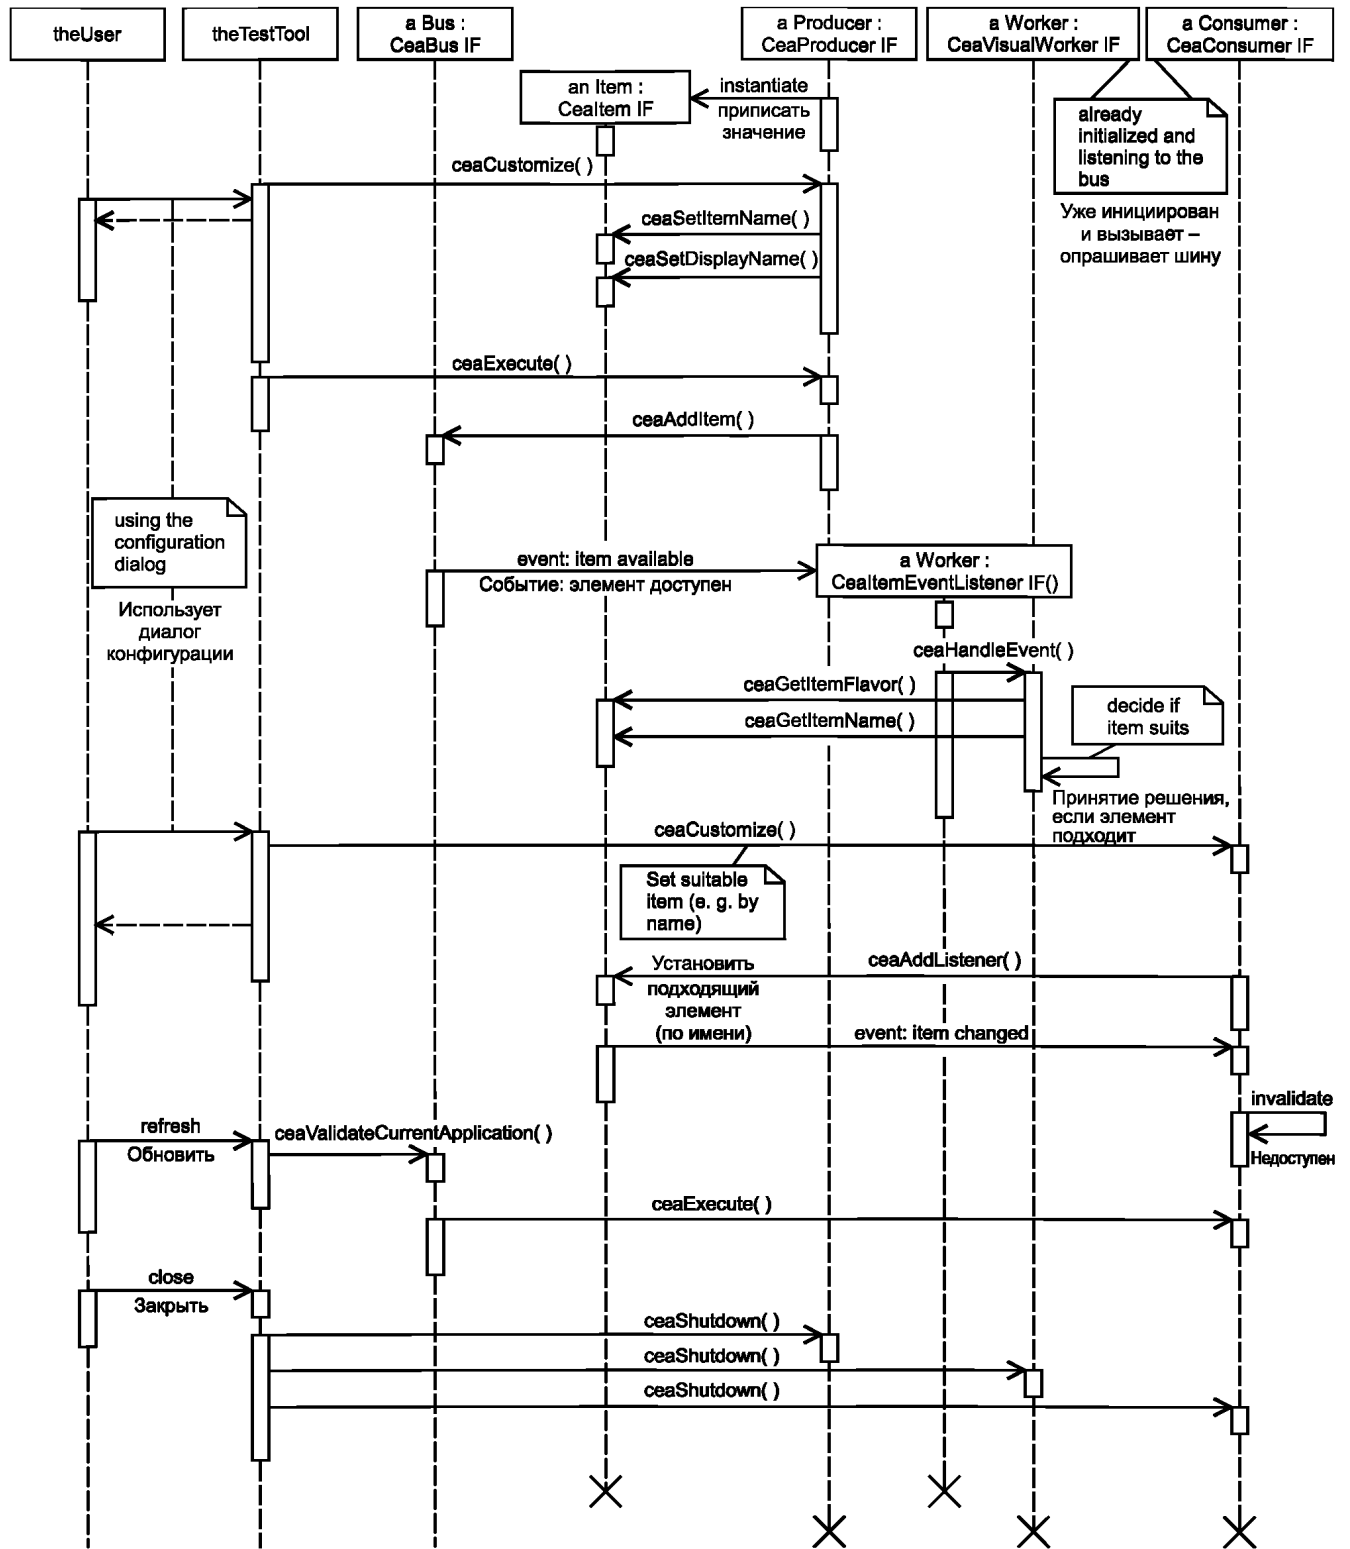 theUser
theTestTool
a Bus :
CeaBus IF
a Producer :
CeaProducer IF
a Worker :
CeaVisualWorker IF
a Consumer :
CeaConsumer IF
an Item :
CeaItem IF
instantiate
приписать
значение
already
initialized and
listening to the
bus
Уже инициирован
и вызывает –
опрашивает шину
ceaCustomize( )
ceaSetItemName( )
ceaSetDisplayName( )
ceaExecute( )
ceaAddItem( )
using the
configuration
dialog
Использует
диалог
конфигурации
event: item available
Событие: элемент доступен
a Worker :
CeaItemEventListener IF()
ceaHandleEvent( )
ceaGetItemFlavor( )
ceaGetItemName( )
decide if
item suits
Принятие решения,
если элемент
подходит
ceaCustomize( )
Set suitable
item (e. g. by
name)
Установить
подходящий
элемент
(по имени)
ceaAddListener( )
event: item changed
invalidate
Недоступен
refresh
Обновить
ceaValidateCurrentApplication( )
ceaExecute( )
close
Закрыть
ceaShutdown( )
ceaShutdown( )
ceaShutdown( )